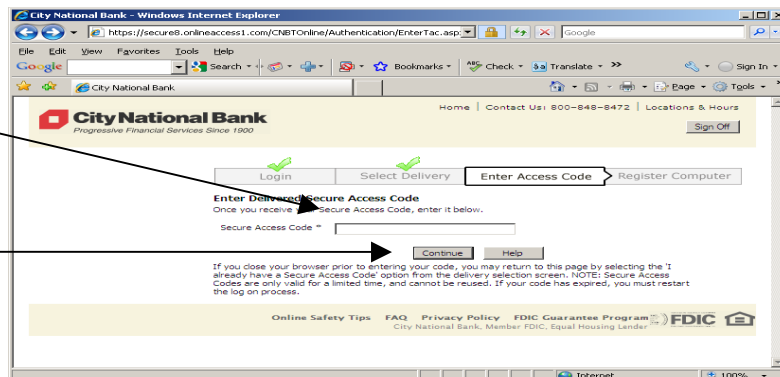 City National Bank - Windows Internet Explorer
https://secure8.onlineaccess1.com/CNBTOnline/Authentication/EnterTac.asp:
Google
File Edit View Favorites Tools Help
Google Search Bookmarks Check Translate >> Sign In
City National Bank
Page Tools
Home | Contact Us: 800-848-8472 | Locations & Hours
City National Bank
Progressive Financial Services Since 1900
Sign Off
Login Select Delivery Enter Access Code Register Computer
Enter Delivered Secure Access Code
Once you receive your Secure Access Code, enter it below.
Secure Access Code *
Continue Help
If you close your browser prior to entering your code, you may return to this page by selecting the 'I
already have a Secure Access Code' option from the delivery selection screen. NOTE: Secure Access
Codes are only valid for a limited time, and cannot be reused. If your code has expired, you must restart
the log on process.
Online Safety Tips FAQ Privacy Policy FDIC Guarantee Program
FDIC
City National Bank, Member FDIC, Equal Housing Lender
Internet 100%